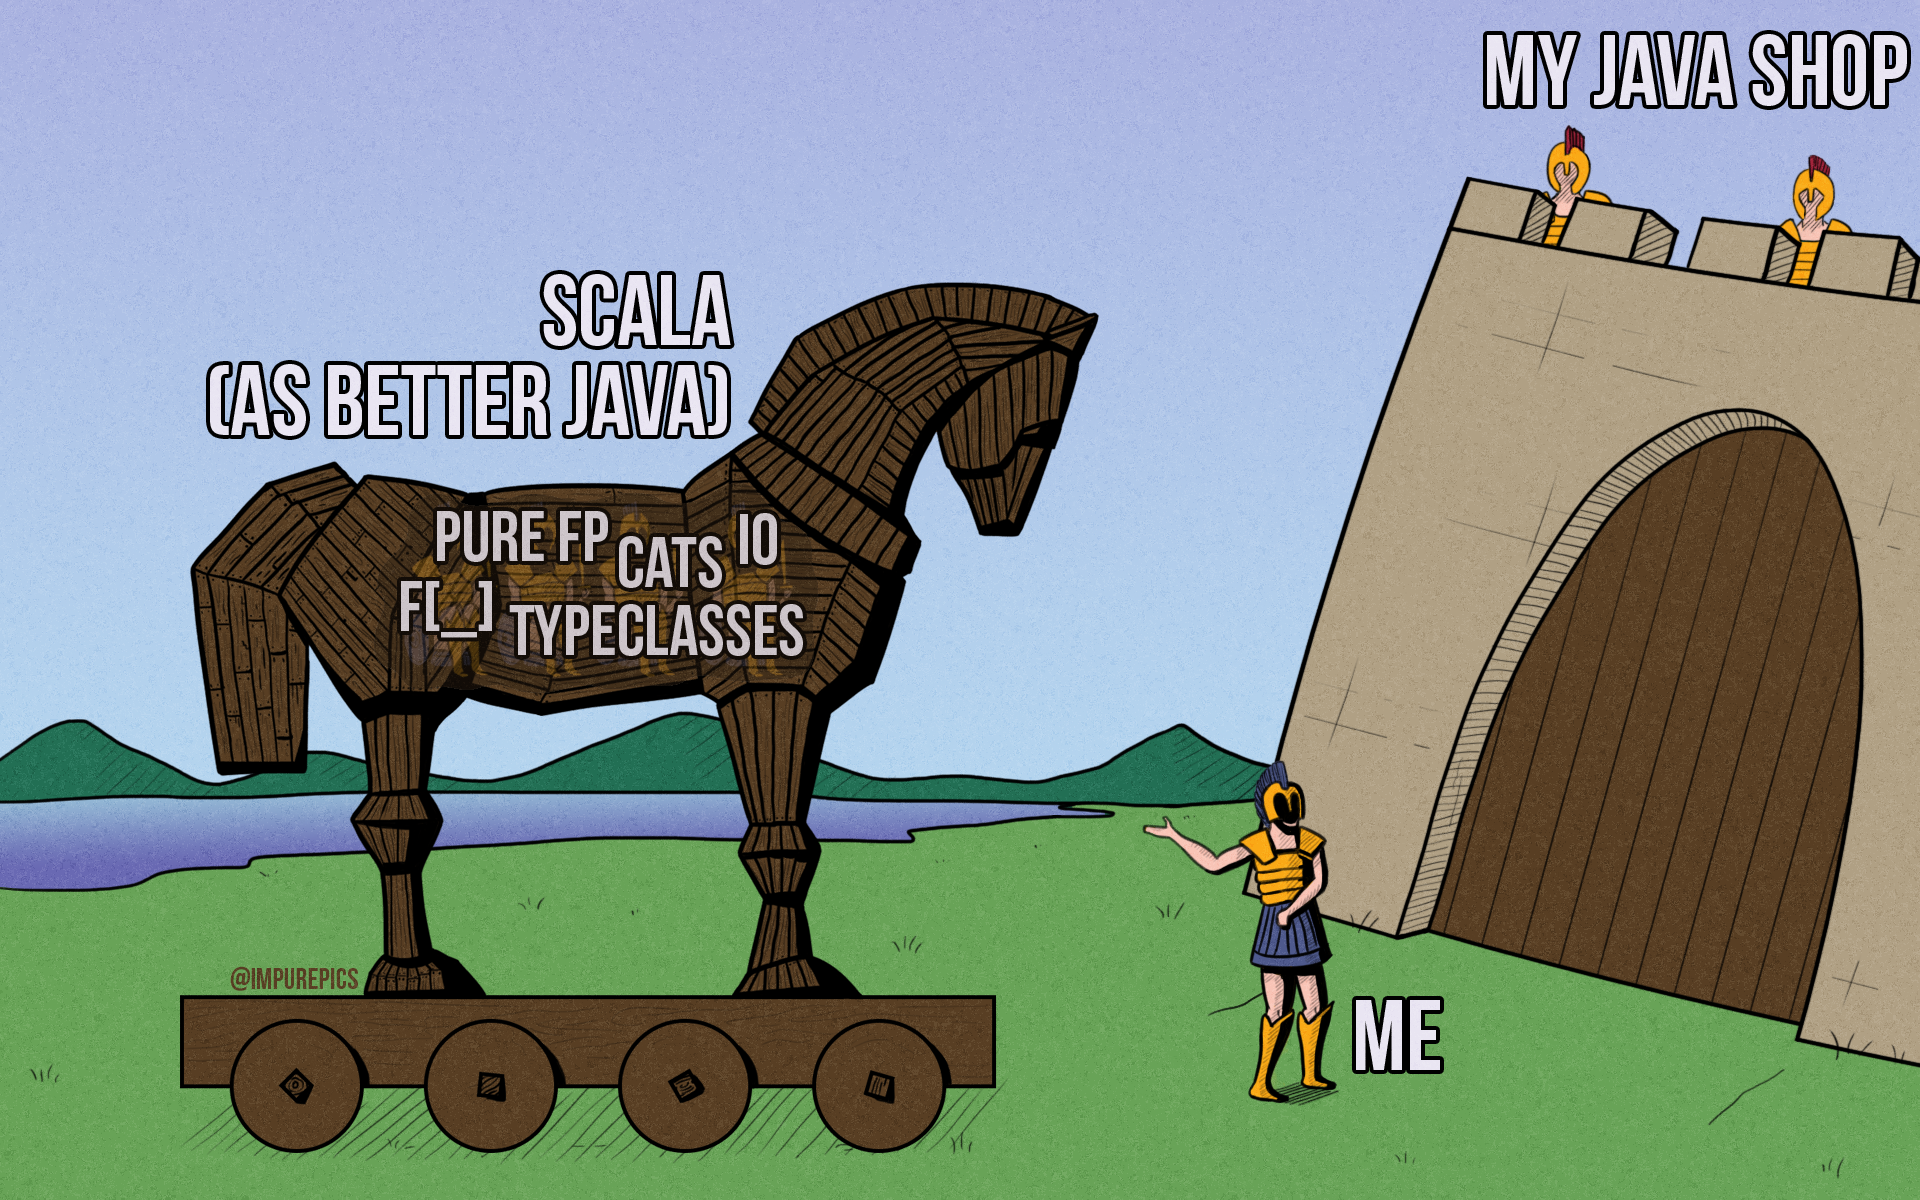 MY JAVA SHOP
SCALA
(AS BETTER JAVA)
PURE FP
CATS
IO
F[_]
TYPECLASSES
@IMPUREPICS
ME